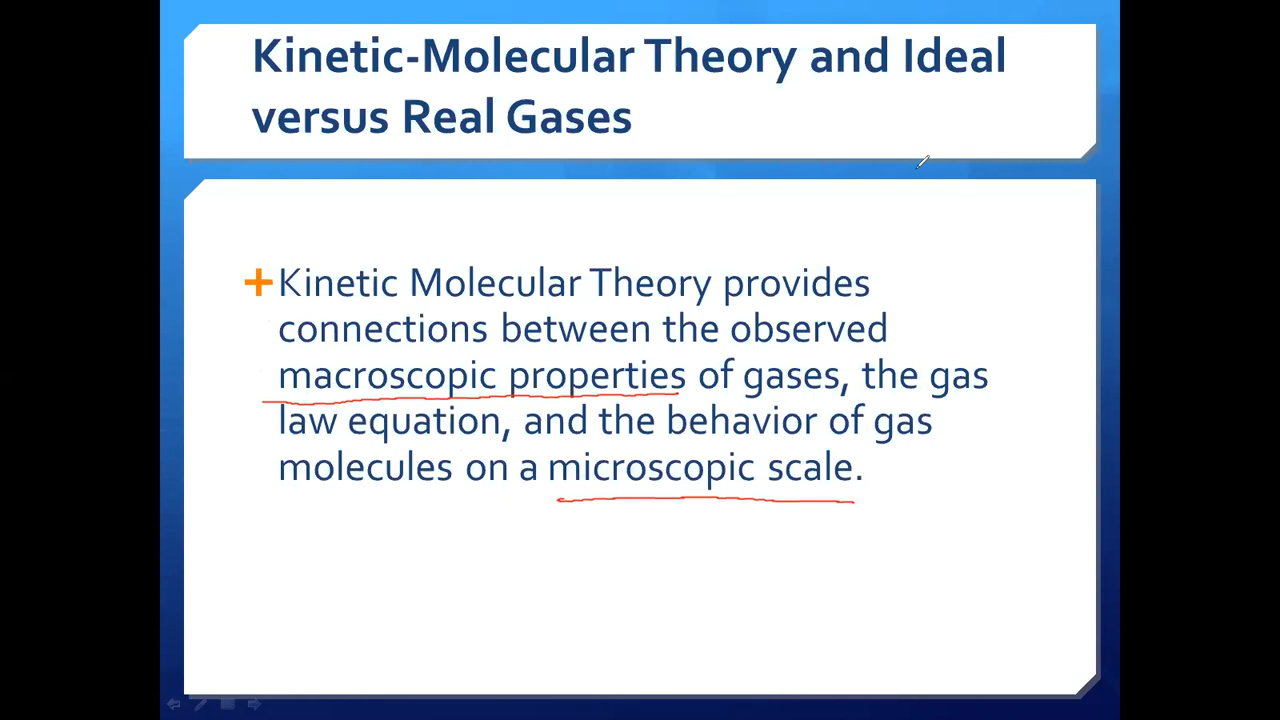 Kinetic-Molecular Theory and Ideal
versus Real Gases
Kinetic Molecular Theory provides
connections between the observed
macroscopic properties of gases, the gas
law equation, and the behavior of gas
molecules on a microscopic scale.